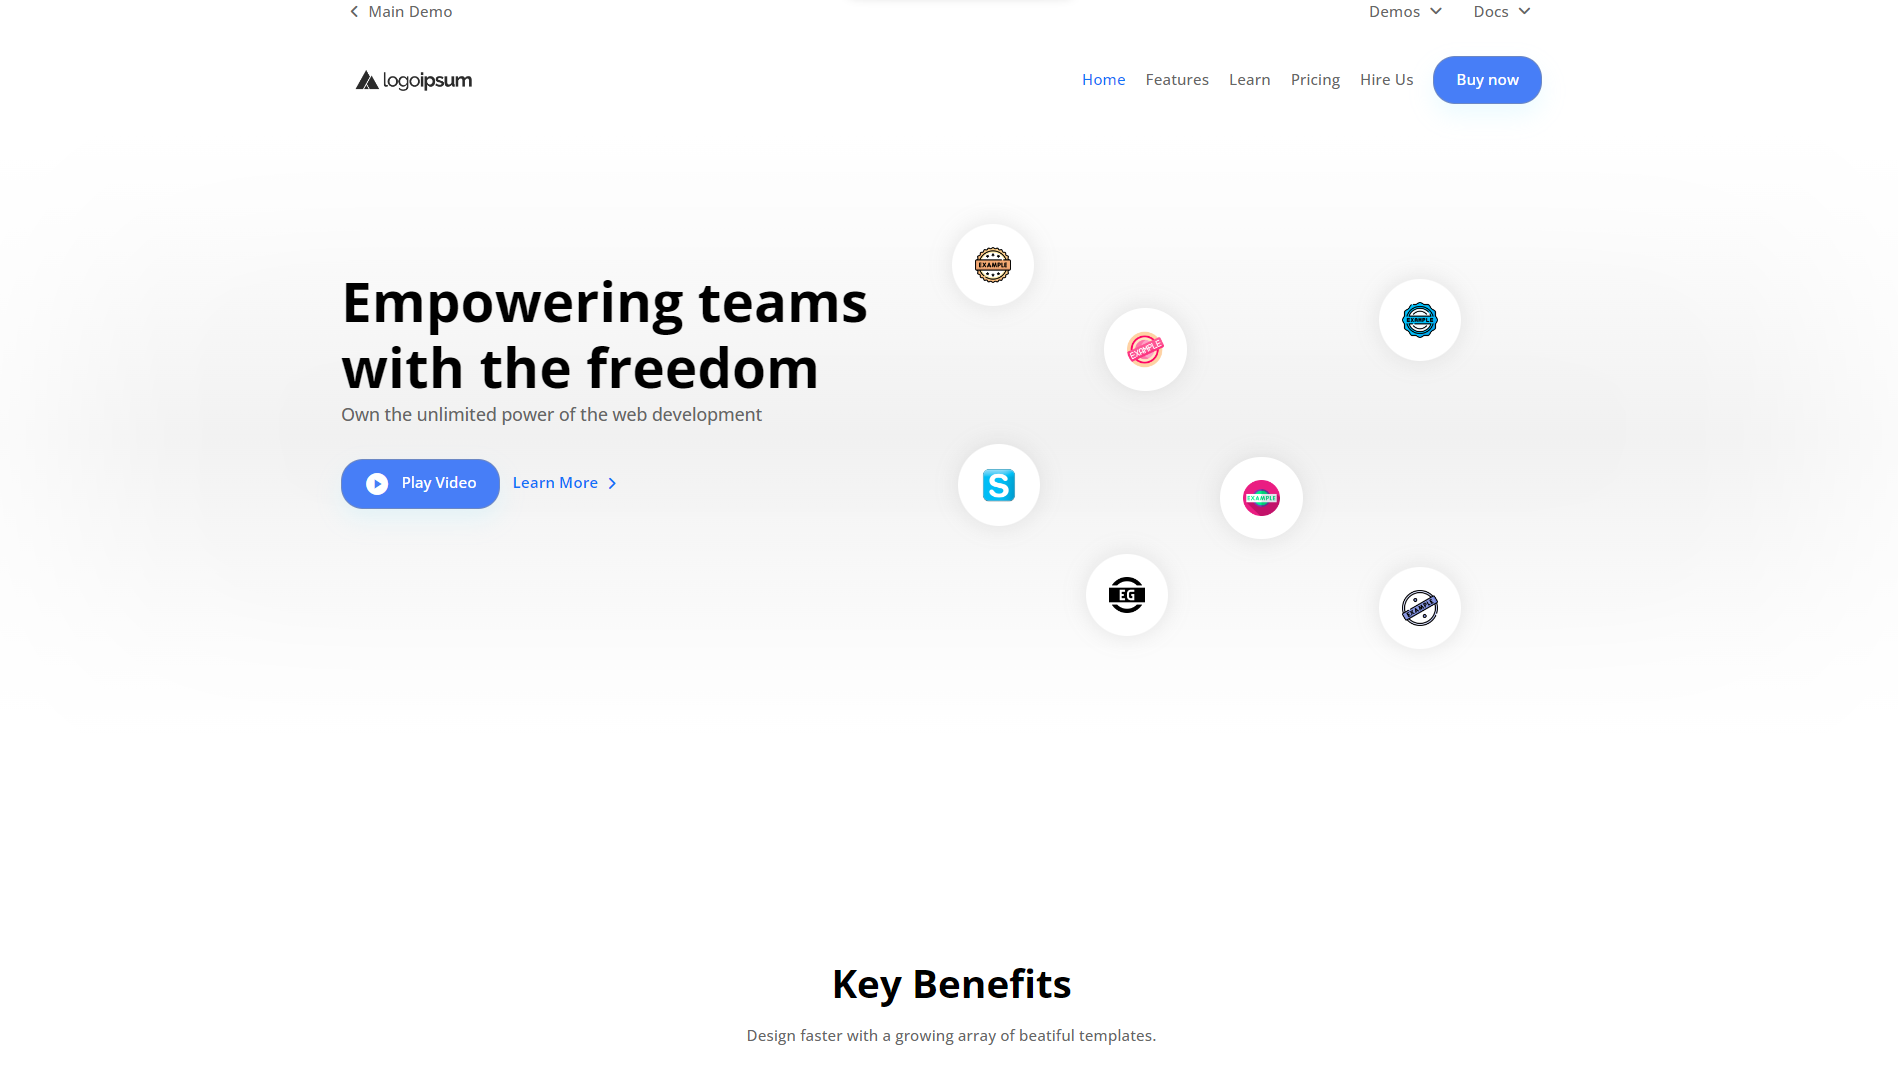 Main Demo
Demos
Docs
logoipsum
Home
Features
Learn
Pricing
Hire Us
Buy now
Empowering teams
with the freedom
Own the unlimited power of the web development
Play Video
Learn More
EXAMPLE
EXAMPLE
EXAMPLE
S
EXAMPLE
EG
EXAMPLE
Key Benefits
Design faster with a growing array of beatiful templates.